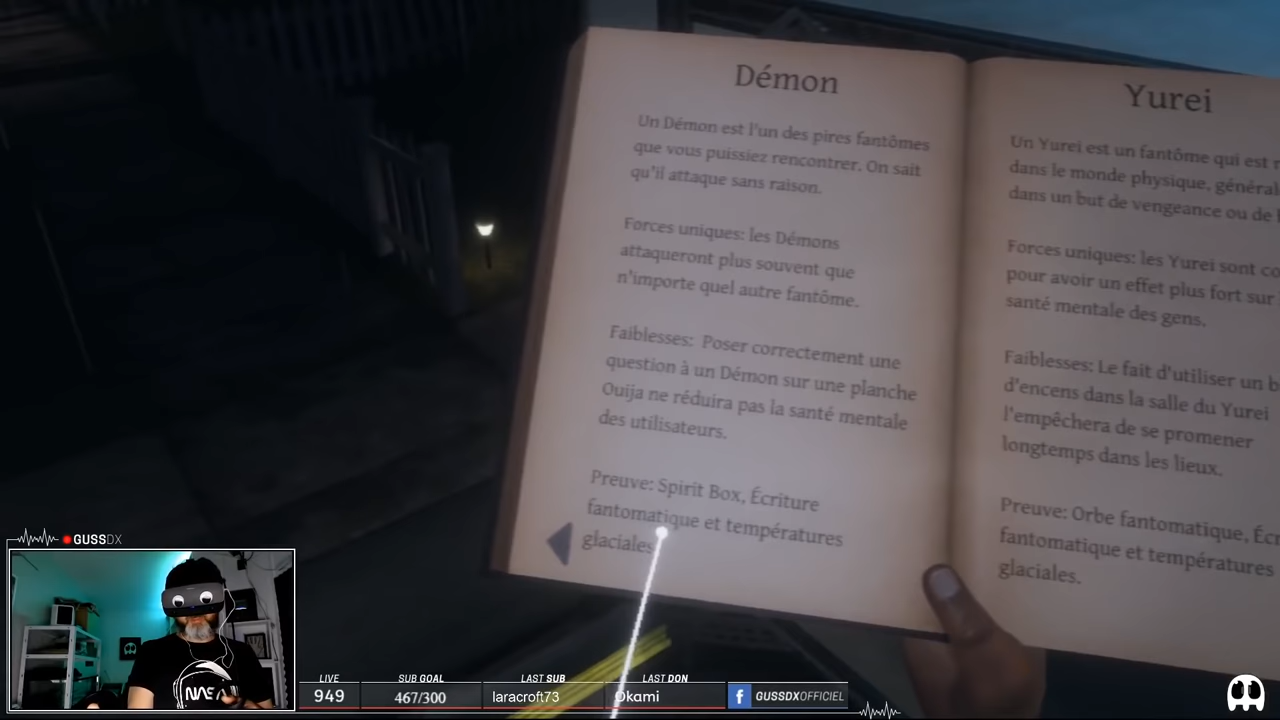 Démon
Un Démon est l'un des pires fantômes
que vous puissiez rencontrer. On sait
qu'il attaque sans raison.
Forces uniques: les Démons
attaqueront plus souvent que
n'importe quel autre fantôme.
Faiblesses: Poser correctement une
question à un Démon sur une planche
Ouija ne réduira pas la santé mentale
des utilisateurs.
Preuve: Spirit Box, Écriture
fantomatique et températures
glaciales
Yurei
Un Yurei est un fantôme qui est
dans le monde physique,
dans un but de vengeance ou de
Forces uniques: les Yurei sont
pour avoir un effet plus fort sur
santé mentale des gens.
Faiblesses: Le fait d'utiliser un
d'encens dans la salle du Yurei
l'empêchera de se promener
longtemps dans les lieux.
Preuve: Orbe fantomatique,
fantomatique et températures
glaciales.
GUSSDX
LIVE
949
SUB GOAL
467/300
LAST SUB
laracroft73
LAST DON
Okami
f GUSSDXOFFICIEL